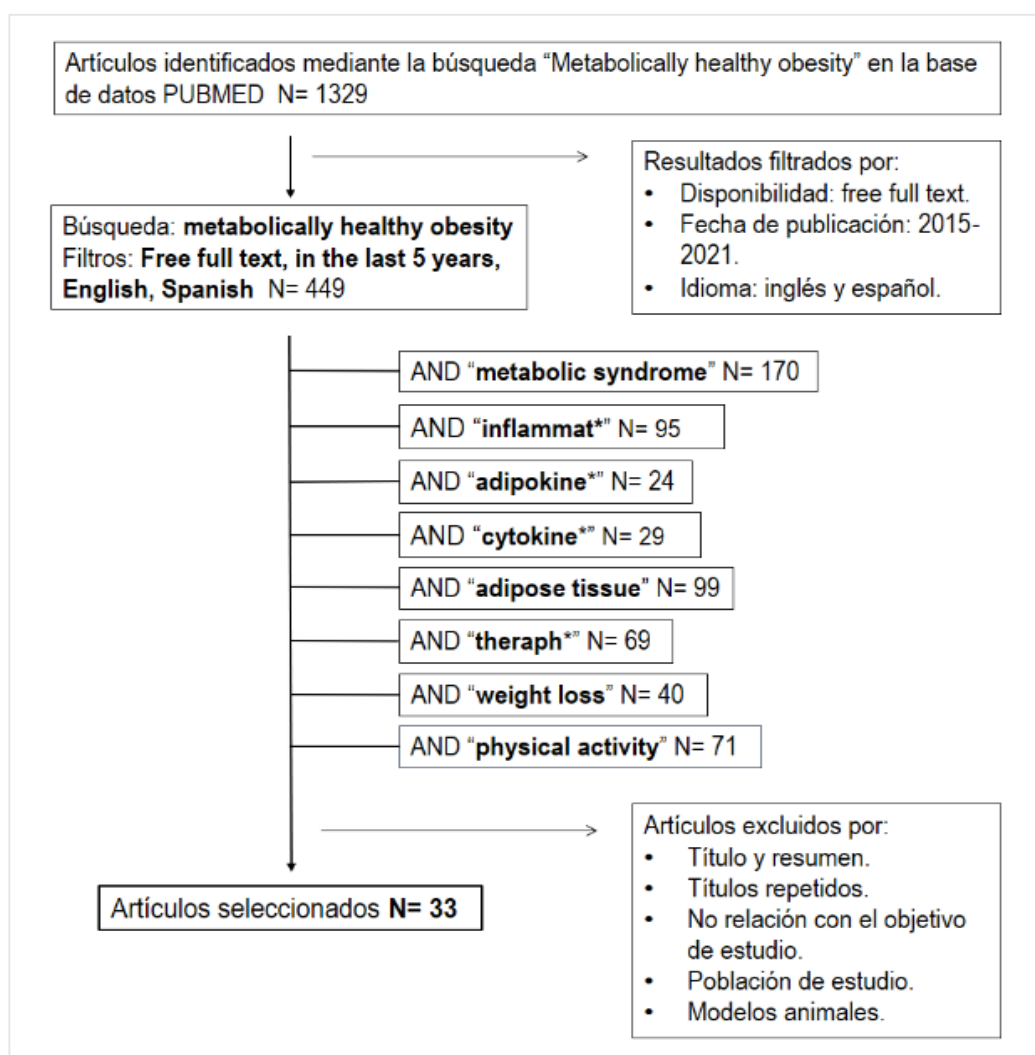 Artículos identificados mediante la búsqueda “Metabolically healthy obesity” en la base
de datos PUBMED N= 1329
Resultados filtrados por:
• Disponibilidad: free full text.
• Fecha de publicación: 2015-
2021.
• Idioma: inglés y español.
Búsqueda: metabolically healthy obesity
Filtros: Free full text, in the last 5 years,
English, Spanish N= 449
AND “metabolic syndrome” N= 170
AND “inflammat*” N= 95
AND “adipokine*” N= 24
AND “cytokine*” N= 29
AND “adipose tissue” N= 99
AND “theraph*” N= 69
AND “weight loss” N= 40
AND “physical activity” N= 71
Artículos excluidos por:
• Título y resumen.
• Títulos repetidos.
• No relación con el objetivo
de estudio.
• Población de estudio.
• Modelos animales.
Artículos seleccionados N= 33